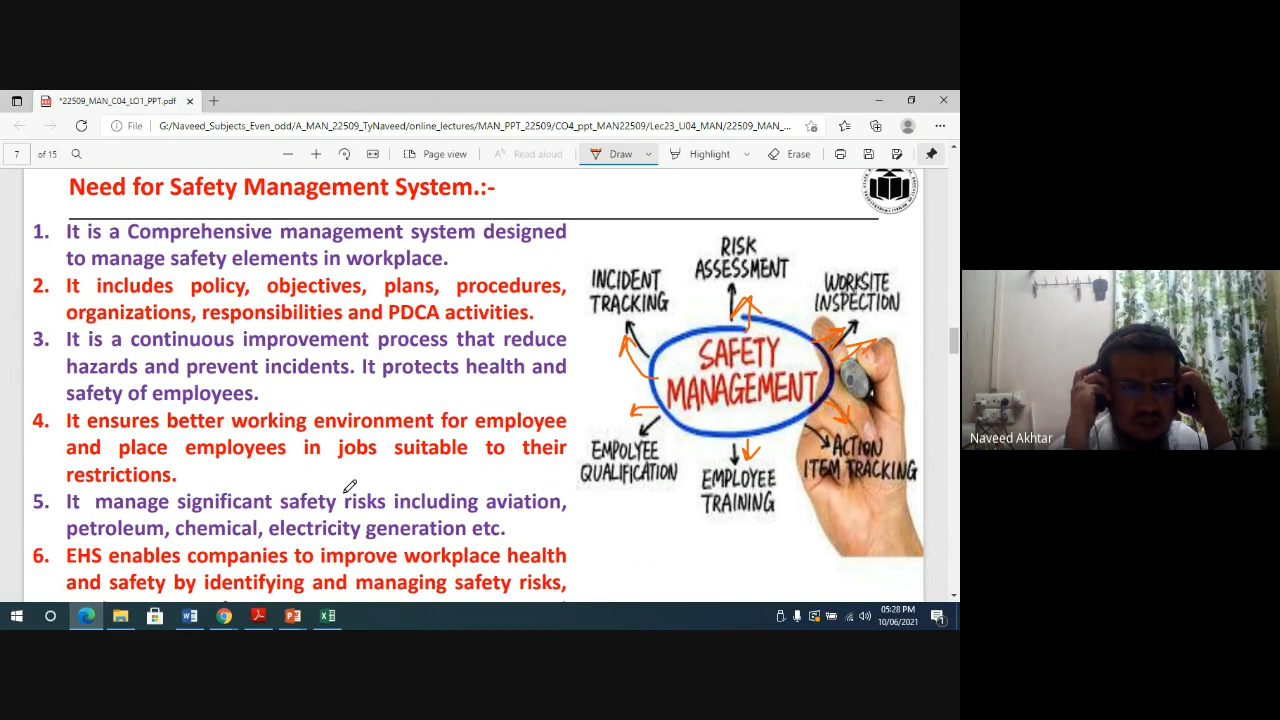 *22509_MAN_C04_LO1_PPT.pdf
File
G:/Naveed_Subjects_Even_odd/A_MAN_22509_TyNaveed/online_lectures/MAN_PPT_22509/CO4_ppt_MAN22509/Lec23_U04_MAN/22509_MAN_...
7 of 15
Page view
Read aloud
Draw
Highlight
Erase
Need for Safety Management System.:-
1. It is a Comprehensive management system designed
to manage safety elements in workplace.
2. It includes policy, objectives, plans, procedures,
organizations, responsibilities and PDCA activities.
3. It is a continuous improvement process that reduce
hazards and prevent incidents. It protects health and
safety of employees.
4. It ensures better working environment for employee
and place employees in jobs suitable to their
restrictions.
5. It manage significant safety risks including aviation,
petroleum, chemical, electricity generation etc.
6. EHS enables companies to improve workplace health
and safety by identifying and managing safety risks,
RISK
ASSESSMENT
INCIDENT
TRACKING
WORKSITE
INSPECTION
SAFETY
MANAGEMENT
EMPOLYEE
QUALIFICATION
EMPLOYEE
TRAINING
ACTION
ITEM TRACKING
Naveed Akhtar
05:28 PM
10/06/2021